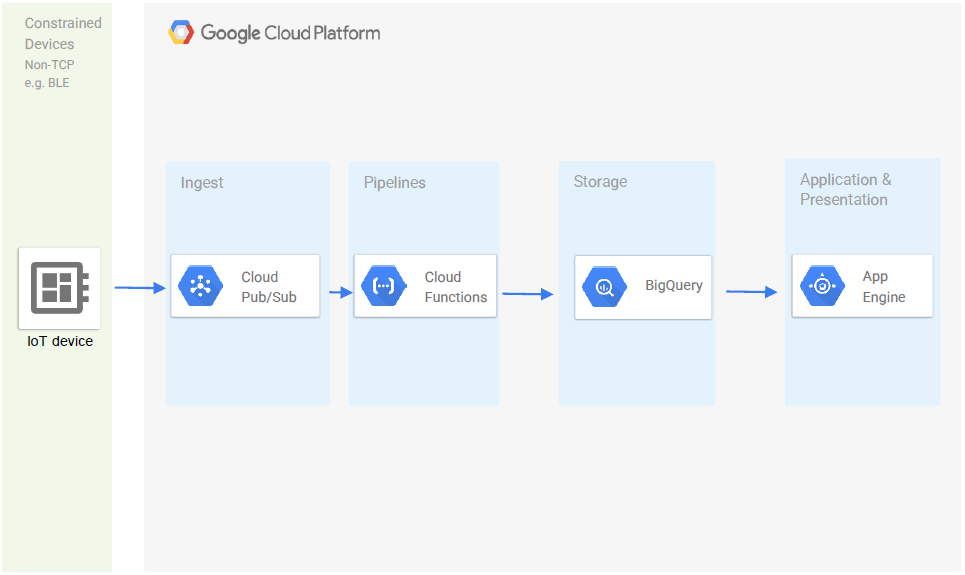 Constrained
Devices
Non-TCP
e.g. BLE
Google Cloud Platform
Ingest
Pipelines
Storage
Application &
Presentation
IoT device
Cloud
Pub/Sub
Cloud
Functions
BigQuery
App
Engine